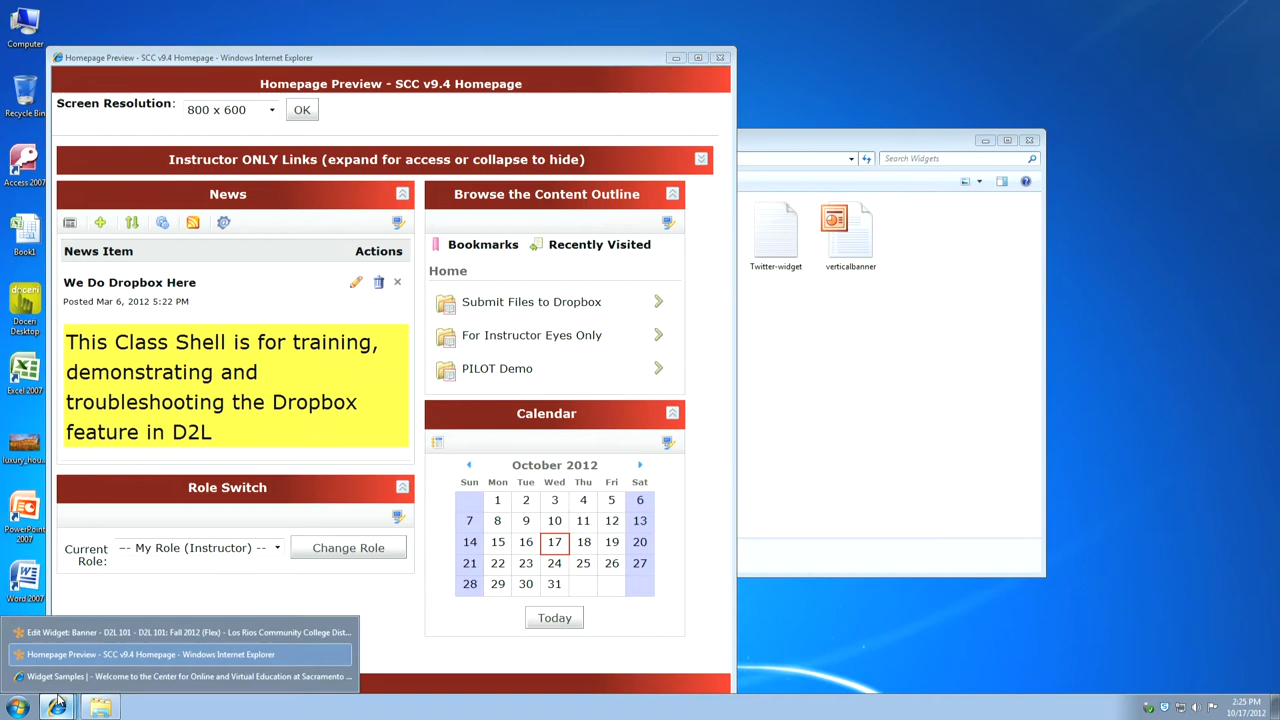 Computer
Recycle Bin
Access 2007
Book1
doceri
Doceri
Desktop
Excel 2007
luxury_hou...
PowerPoint
2007
Word 2007
Homepage Preview - SCC v9.4 Homepage - Windows Internet Explorer
Homepage Preview - SCC v9.4 Homepage
Screen Resolution:
800 x 600
OK
Instructor ONLY Links (expand for access or collapse to hide)
News
News Item Actions
We Do Dropbox Here
Posted Mar 6, 2012 5:22 PM
This Class Shell is for training,
demonstrating and
troubleshooting the Dropbox
feature in D2L
Role Switch
Current
Role:
-- My Role (Instructor) --
Change Role
Browse the Content Outline
Bookmarks Recently Visited
Home
Submit Files to Dropbox
For Instructor Eyes Only
PILOT Demo
Calendar
October 2012
Sun Mon Tue Wed Thu Fri Sat
1 2 3 4 5 6
7 8 9 10 11 12 13
14 15 16 17 18 19 20
21 22 23 24 25 26 27
28 29 30 31
Today
Search Widgets
Twitter-widget
verticalbanner
Edit Widget: Banner - D2L 101 - D2L 101: Fall 2012 (Flex) - Los Rios Community College Dist...
Homepage Preview - SCC v9.4 Homepage - Windows Internet Explorer
Widget Samples | - Welcome to the Center for Online and Virtual Education at Sacramento ...
2:25 PM
10/17/2012